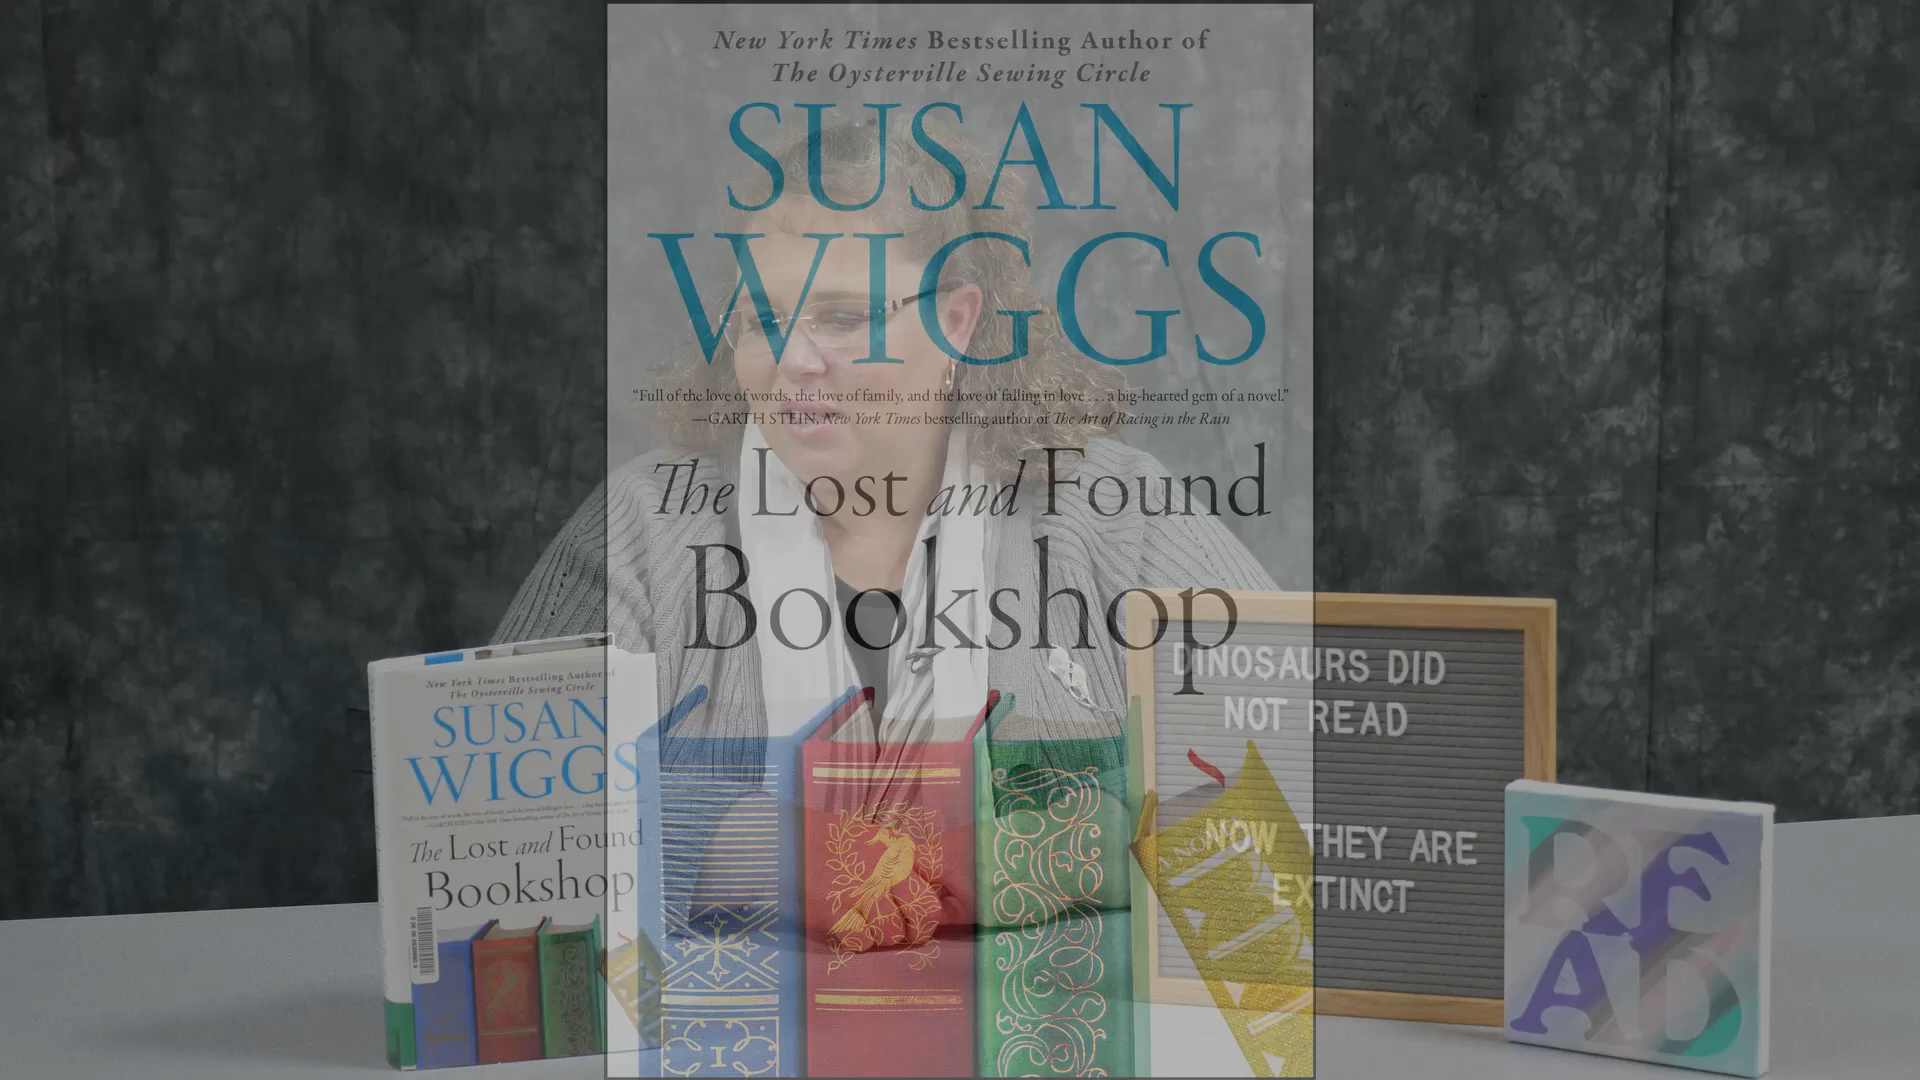 New York Times Bestselling Author of
The Oysterville Sewing Circle
SUSAN
WIGGS
“Full of the love of words, the love of family, and the love of falling in love . . . a big-hearted gem of a novel.”
—GARTH STEIN, New York Times bestselling author of The Art of Racing in the Rain
The Lost and Found
Bookshop
A NOVEL
I
New York Times Bestselling Author of
The Oysterville Sewing Circle
SUSAN
WIGGS
The Lost and Found
Bookshop
DINOSAURS DID
NOT READ
NOW THEY ARE
EXTINCT
READ